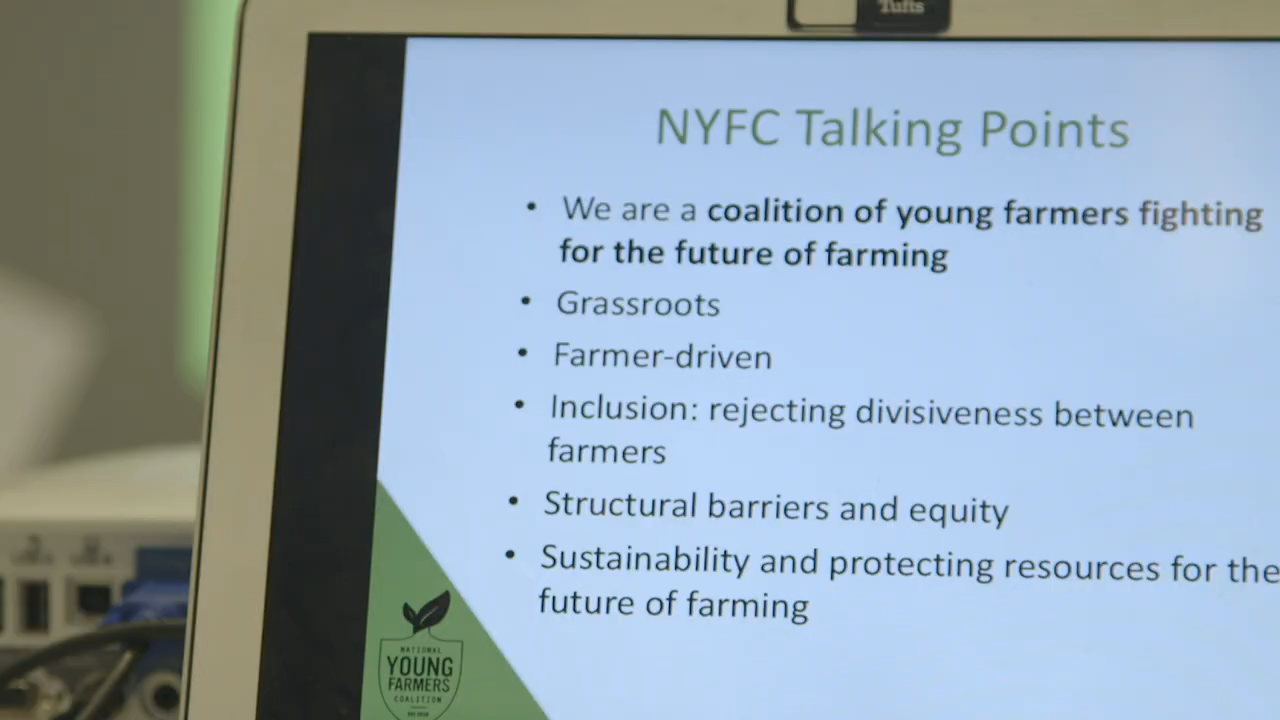 Tufts
NYFC Talking Points
• We are a coalition of young farmers fighting
for the future of farming
• Grassroots
• Farmer-driven
• Inclusion: rejecting divisiveness between
farmers
• Structural barriers and equity
• Sustainability and protecting resources for the
future of farming
NATIONAL
YOUNG
FARMERS
COALITION